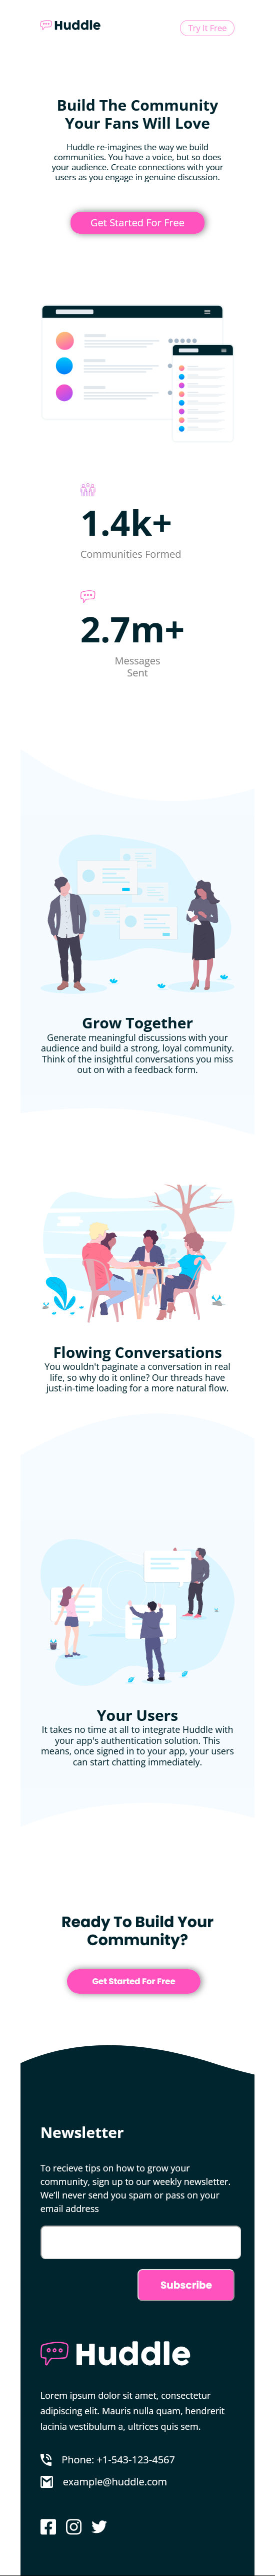 Huddle
Try It Free
Build The Community
Your Fans Will Love
Huddle re-imagines the way we build
communities. You have a voice, but so does
your audience. Create connections with your
users as you engage in genuine discussion.
Get Started For Free
1.4k+
Communities Formed
2.7m+
Messages
Sent
Grow Together
Generate meaningful discussions with your
audience and build a strong, loyal community.
Think of the insightful conversations you miss
out on with a feedback form.
Flowing Conversations
You wouldn't paginate a conversation in real
life, so why do it online? Our threads have
just-in-time loading for a more natural flow.
Your Users
It takes no time at all to integrate Huddle with
your app's authentication solution. This
means, once signed in to your app, your users
can start chatting immediately.
Ready To Build Your
Community?
Get Started For Free
Newsletter
To recieve tips on how to grow your
community, sign up to our weekly newsletter.
We'll never send you spam or pass on your
email address
Subscribe
Huddle
Lorem ipsum dolor sit amet, consectetur
adipiscing elit. Mauris nulla quam, hendrerit
lacinia vestibulum a, ultrices quis sem.
Phone: +1-543-123-4567
example@huddle.com